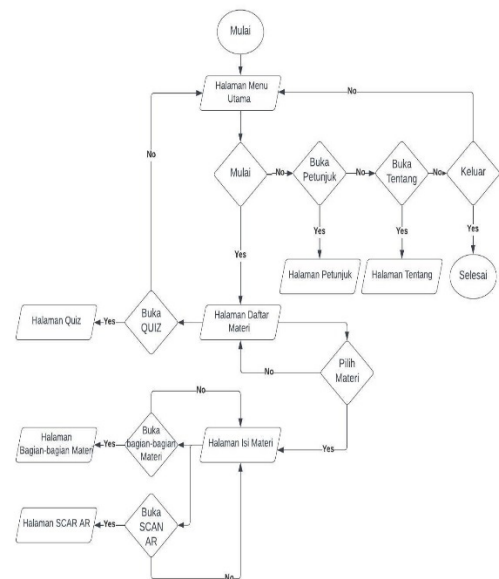 Mulai
Halaman Menu
Utama
No
No
Mulai
No
Buka
Petunjuk
No
Buka
Tentang
No
Keluar
Yes
Yes
Yes
Yes
Halaman Petunjuk
Halaman Tentang
Selesai
Halaman Quiz
Yes
Buka
QUIZ
Halaman Daftar
Materi
No
Pilih
Materi
No
Yes
Halaman
Bagian-bagian Materi
Yes
Buka
bagian-bagian
Materi
Halaman Isi Materi
Halaman SCAR AR
Yes
Buka
SCAN
AR
No